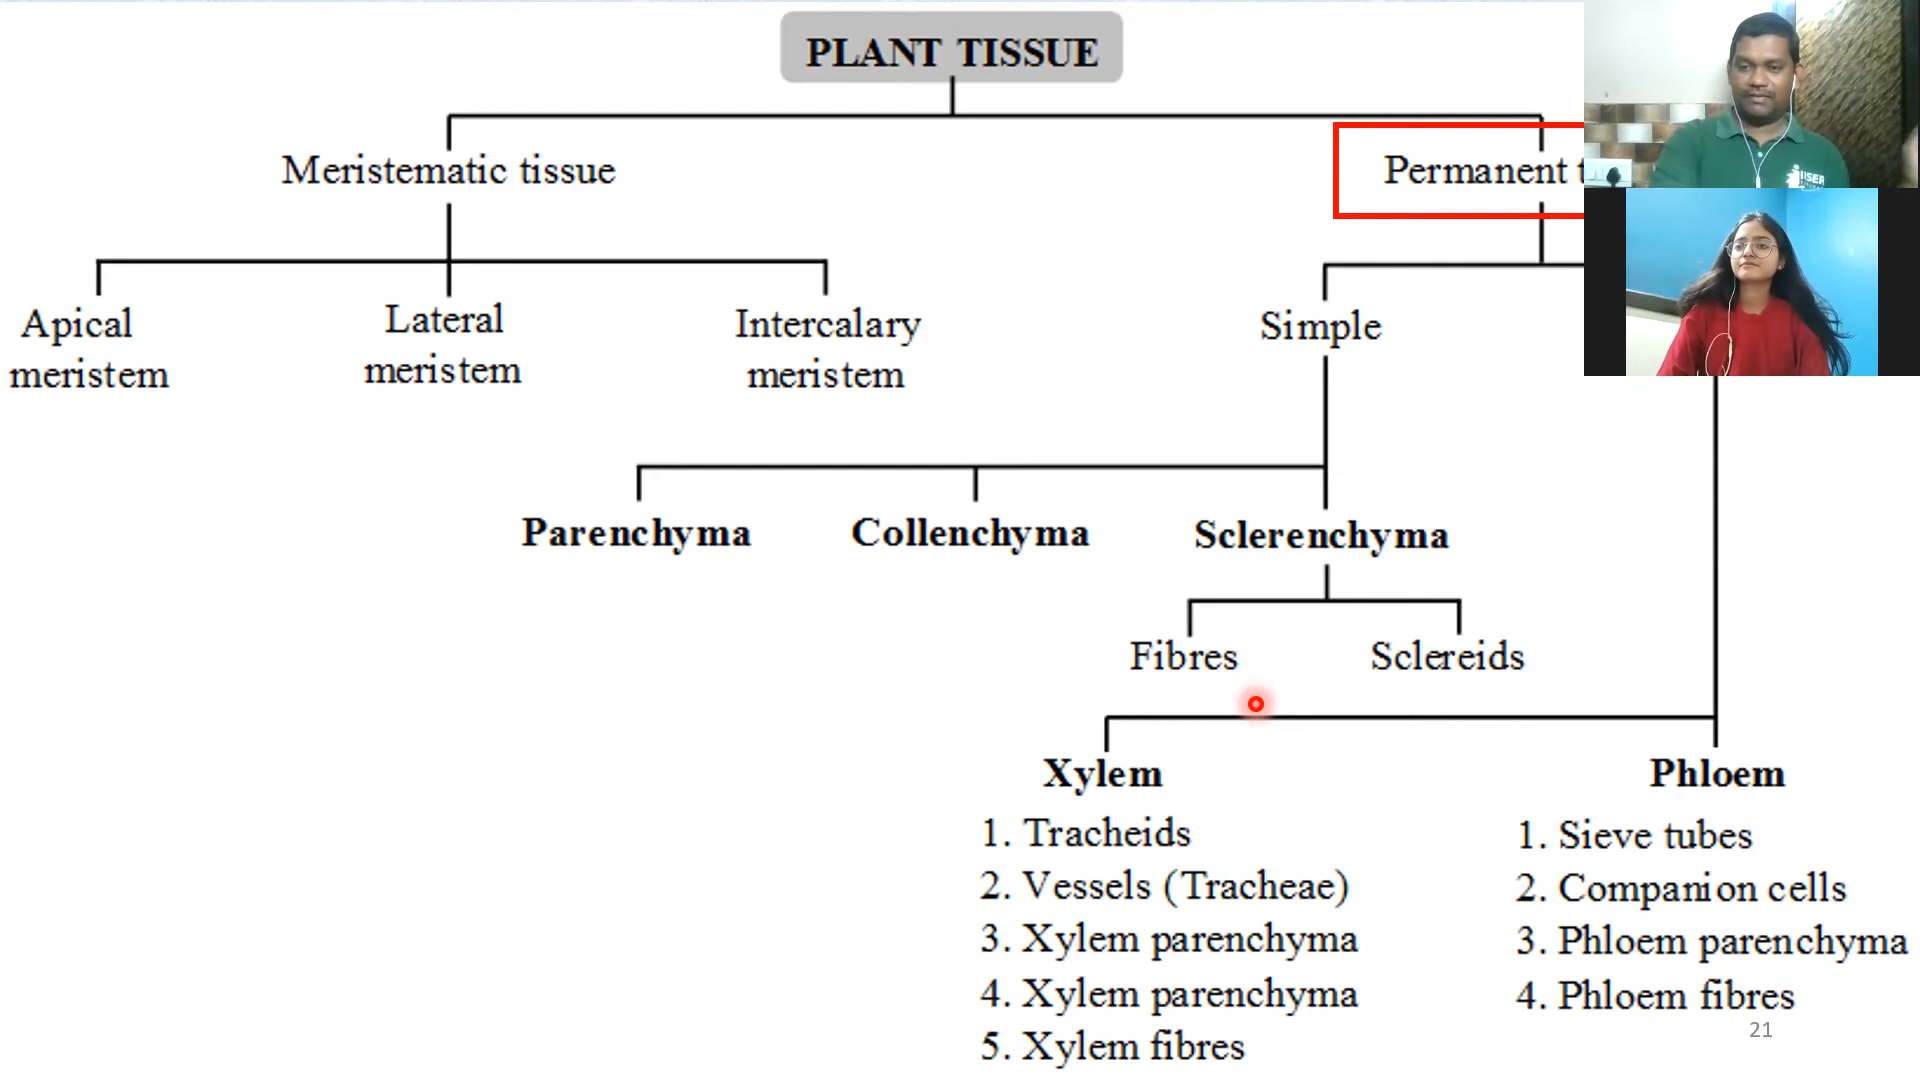 PLANT TISSUE
Meristematic tissue
Permanent t
Apical
meristem
Lateral
meristem
Intercalary
meristem
Simple
Parenchyma
Collenchyma
Sclerenchyma
Fibres
Sclereids
Xylem
1. Tracheids
2. Vessels (Tracheae)
3. Xylem parenchyma
4. Xylem parenchyma
5. Xylem fibres
Phloem
1. Sieve tubes
2. Companion cells
3. Phloem parenchyma
4. Phloem fibres
21
IISER